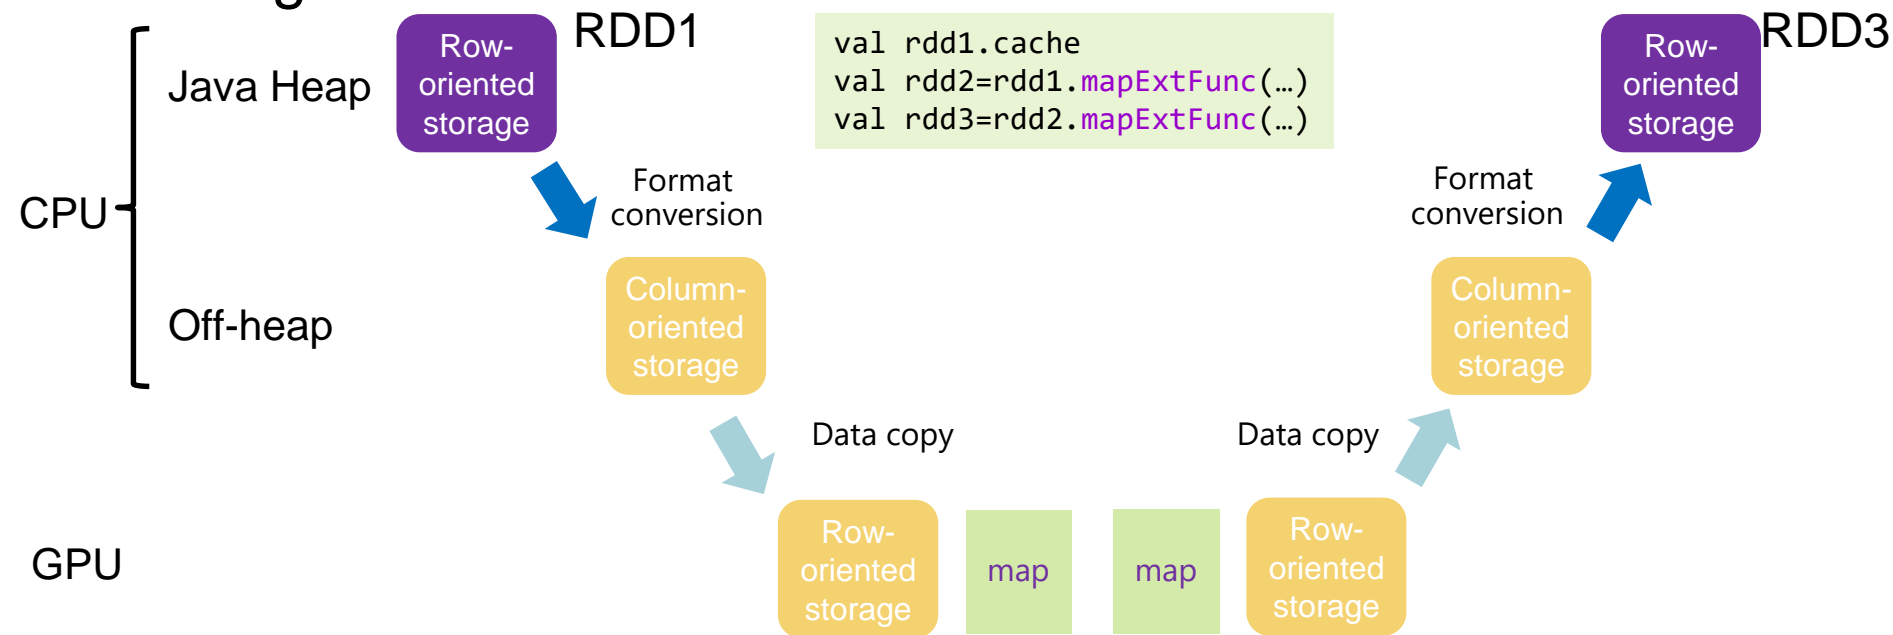 RDD1
RDD3
Row-
oriented
storage
val rdd1.cache
val rdd2=rdd1.mapExtFunc(…)
val rdd3=rdd2.mapExtFunc(…)
Row-
oriented
storage
Java Heap
Format
conversion
Format
conversion
CPU
Column-
oriented
storage
Column-
oriented
storage
Off-heap
Data copy
Data copy
Row-
oriented
storage
map
map
Row-
oriented
storage
GPU